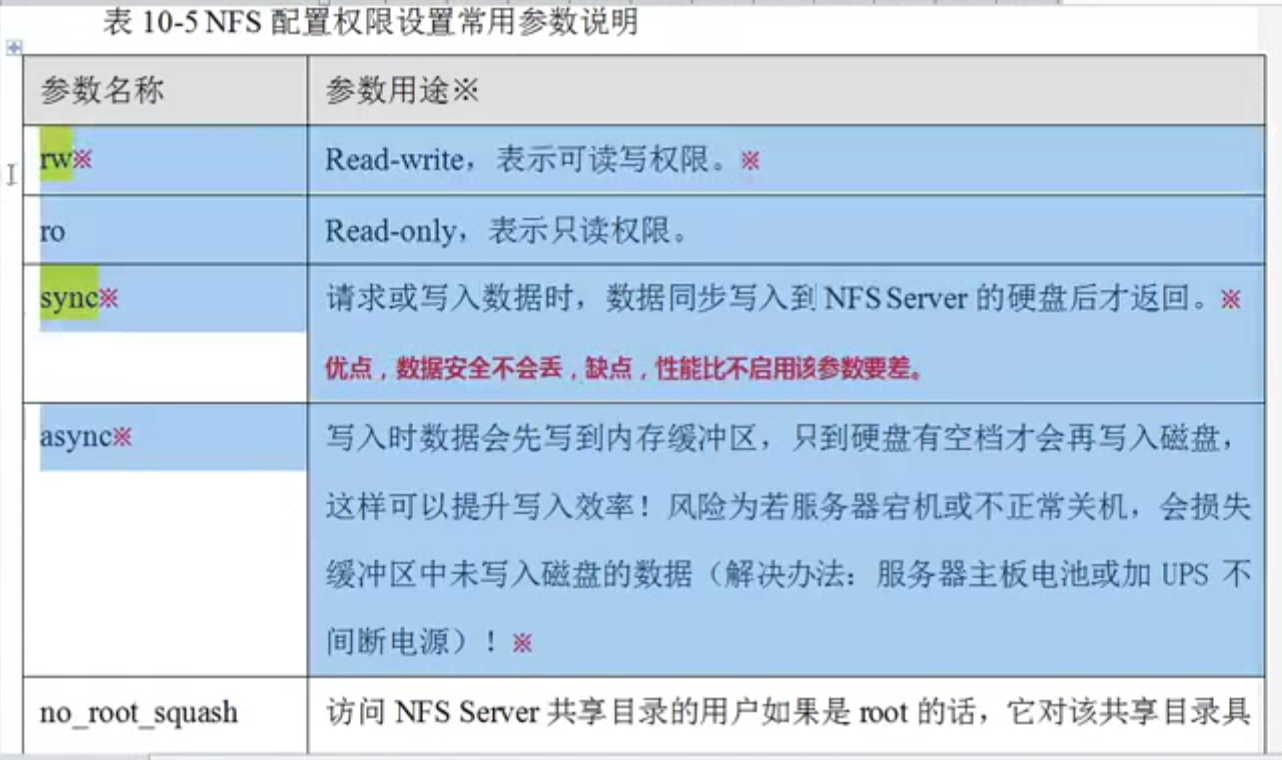 表 10-5 NFS 配置权限设置常用参数说明
参数名称
参数用途※
rw※
Read-write，表示可读写权限。※
ro
Read-only，表示只读权限。
sync※
请求或写入数据时，数据同步写入到 NFS Server 的硬盘后才返回。※
优点，数据安全不会丢，缺点，性能比不启用该参数要差。
async※
写入时数据会先写到内存缓冲区，只到硬盘有空档才会再写入磁盘，
这样可以提升写入效率！风险为若服务器宕机或不正常关机，会损失
缓冲区中未写入磁盘的数据（解决办法：服务器主板电池或加 UPS 不
间断电源）！※
no_root_squash
访问 NFS Server 共享目录的用户如果是 root 的话，它对该共享目录具